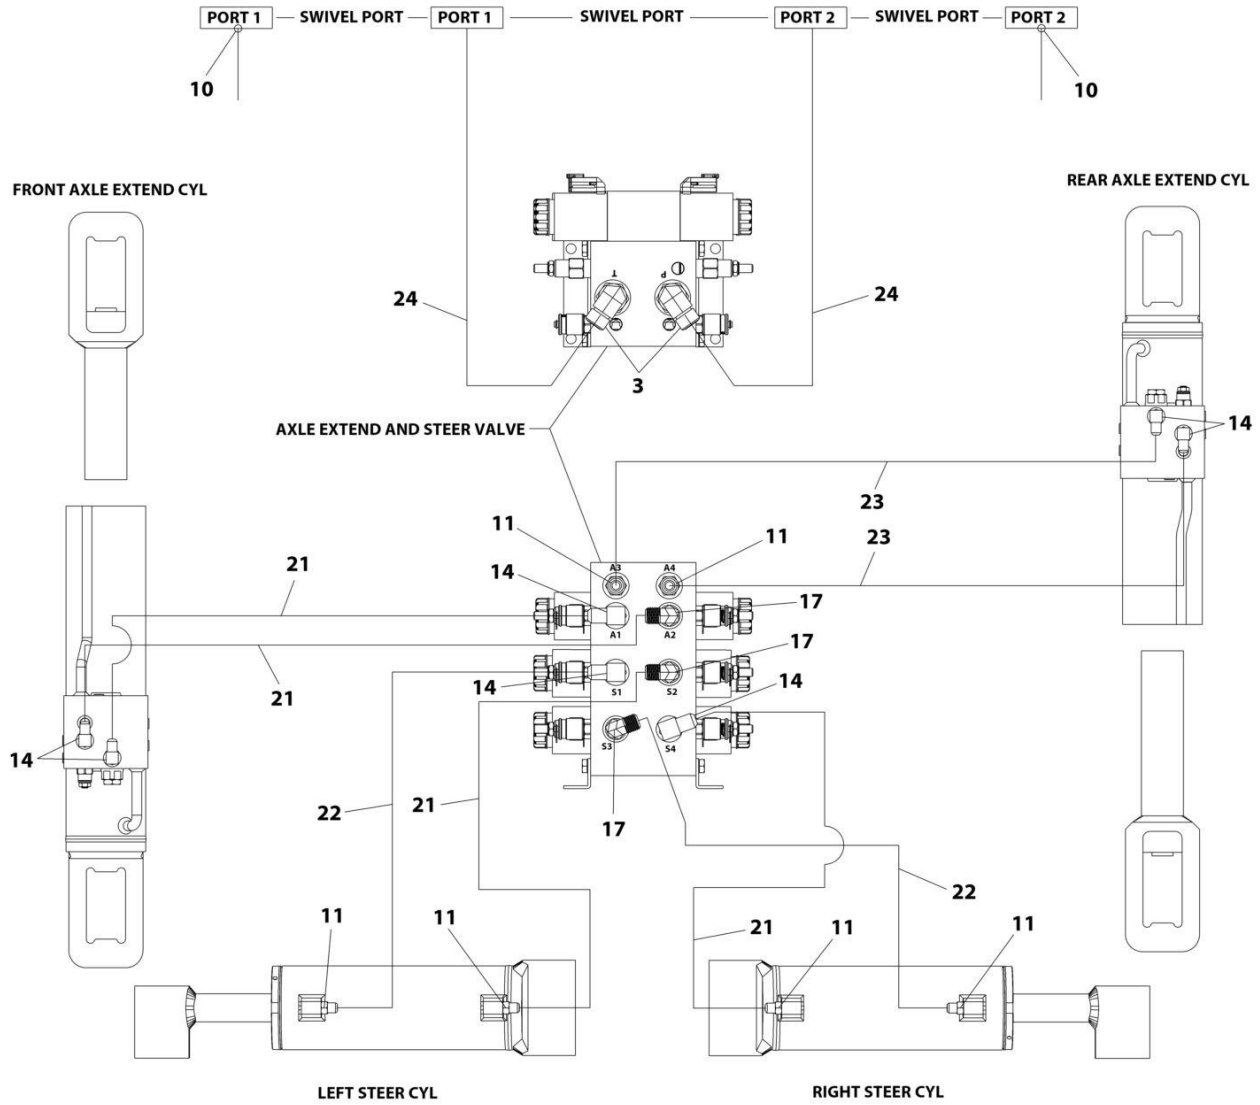 PORT 1 SWIVEL PORT PORT 1 SWIVEL PORT PORT 2 SWIVEL PORT PORT 2
10 10
FRONT AXLE EXTEND CYL
REAR AXLE EXTEND CYL
T P
24 24
3
AXLE EXTEND AND STEER VALVE
14
23
11 11
23
A3 A4
21 14
17
A1 A2
17
21 14 S1 S2 14
S3 S4
14
22 21 17
22
11 11 21 11 11
LEFT STEER CYL RIGHT STEER CYL